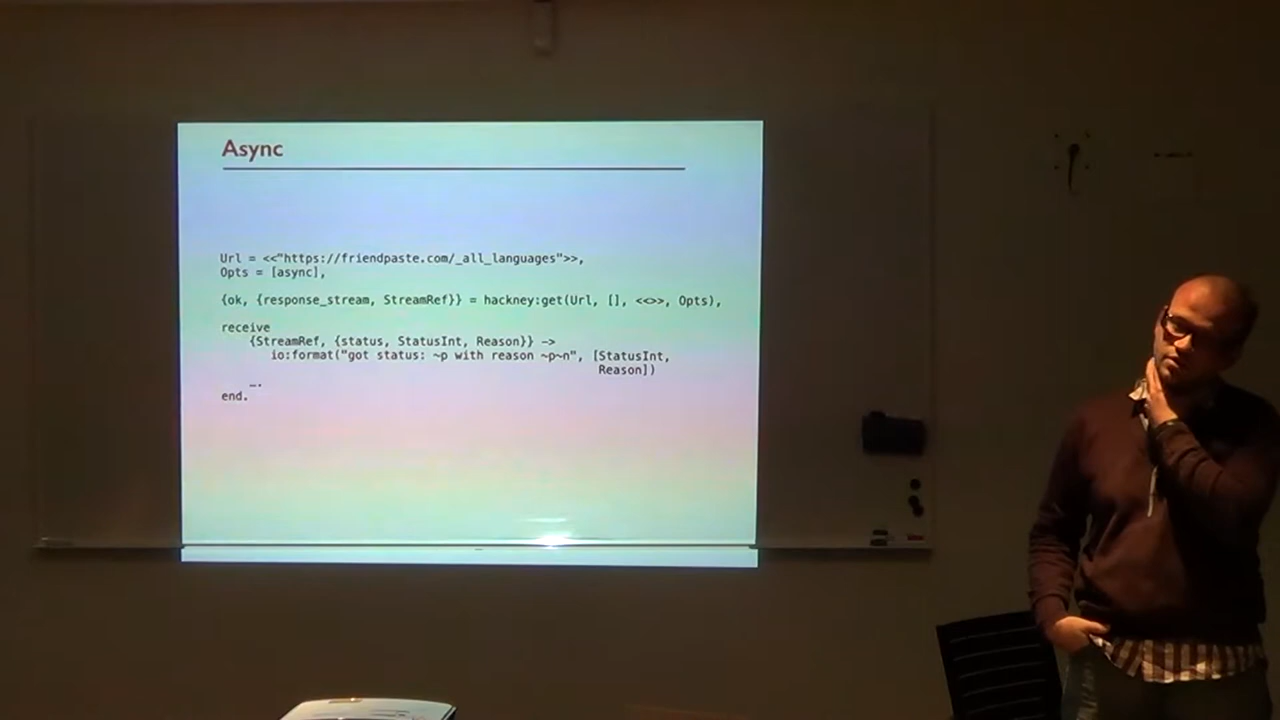 Async
Url = <<"https://friendpaste.com/_all_languages">>,
Opts = [async],
{ok, {response_stream, StreamRef}} = hackney:get(Url, [], <<>>, Opts),
receive
{StreamRef, {status, StatusInt, Reason}} ->
io:format("got status: ~p with reason ~p~n", [StatusInt,
Reason])
….
end.